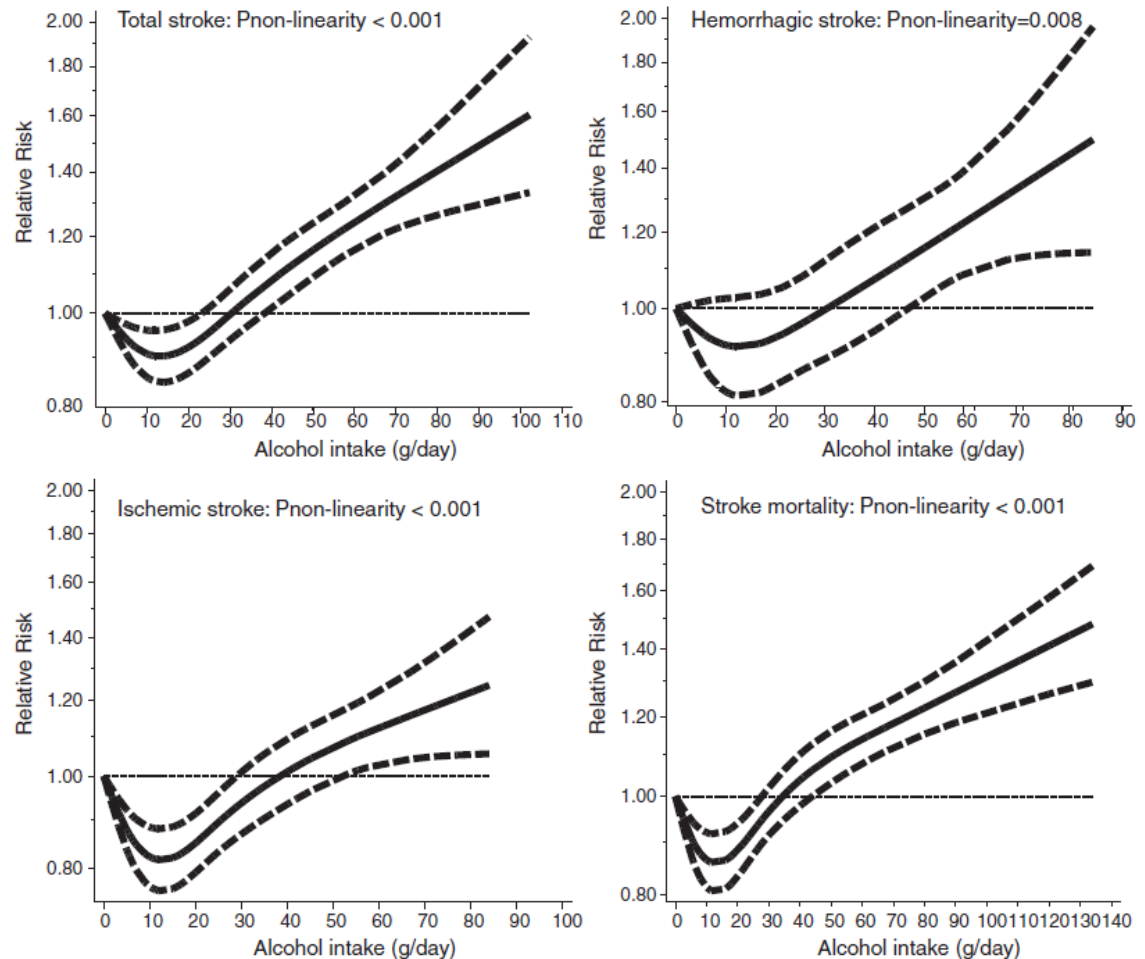 Total stroke: Pnon-linearity < 0.001
2.00
1.80
1.60
1.40
1.20
1.00
0.80
Relative Risk
0 10 20 30 40 50 60 70 80 90 100 110
Alcohol intake (g/day)
Hemorrhagic stroke: Pnon-linearity=0.008
2.00
1.80
1.60
1.40
1.20
1.00
0.80
Relative Risk
0 10 20 30 40 50 60 70 80 90
Alcohol intake (g/day)
Ischemic stroke: Pnon-linearity < 0.001
2.00
1.80
1.60
1.40
1.20
1.00
0.80
Relative Risk
0 10 20 30 40 50 60 70 80 90 100
Alcohol intake (g/day)
Stroke mortality: Pnon-linearity < 0.001
2.00
1.80
1.60
1.40
1.20
1.00
0.80
Relative Risk
0 10 20 30 40 50 60 70 80 90 100 110 120 130 140
Alcohol intake (g/day)